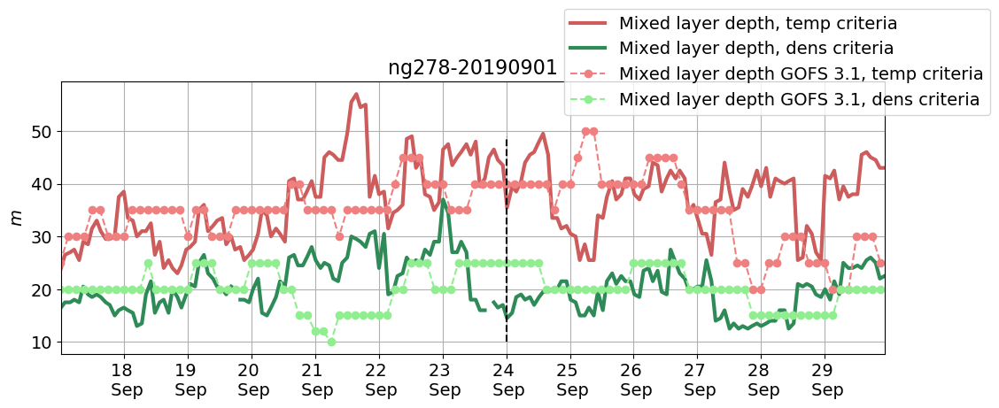 Mixed layer depth, temp criteria
Mixed layer depth, dens criteria
Mixed layer depth GOFS 3.1, temp criteria
Mixed layer depth GOFS 3.1, dens criteria
ng278-20190901
m
50
40
30
20
10
18 19 20 21 22 23 24 25 26 27 28 29
Sep Sep Sep Sep Sep Sep Sep Sep Sep Sep Sep Sep